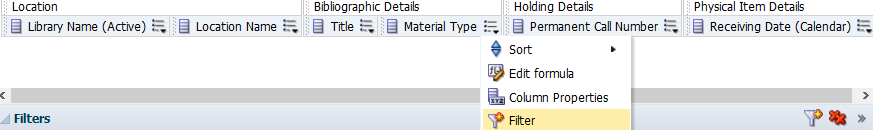 Location Bibliographic Details Holding Details Physical Item Details
Library Name (Active) Location Name Title Material Type Permanent Call Number Receiving Date (Calendar)
Sort
Edit formula
Column Properties
Filter
Filters